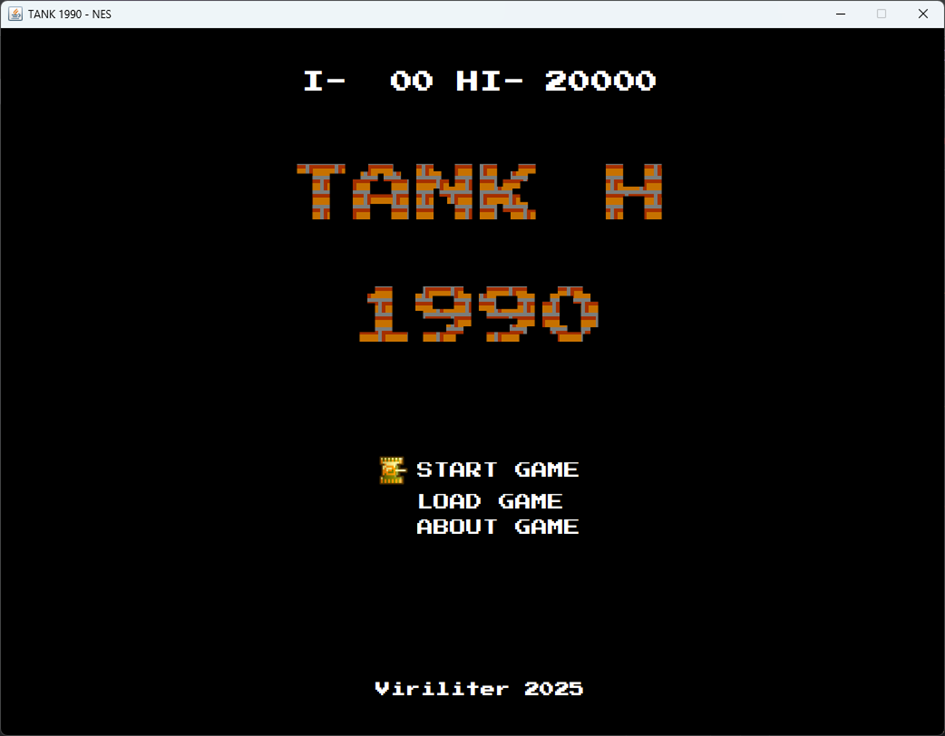 TANK 1990 - NES
I- 00 HI- 20000
TANK H
1990
START GAME
LOAD GAME
ABOUT GAME
Viriliter 2025